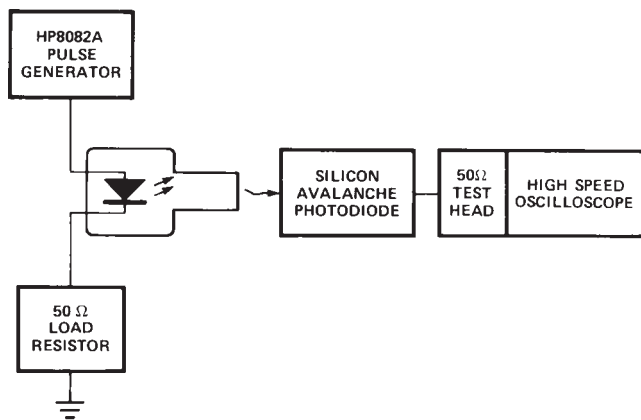 HP8082A
PULSE
GENERATOR
SILICON
AVALANCHE
PHOTODIODE
50Ω
TEST
HEAD
HIGH SPEED
OSCILLOSCOPE
50 Ω
LOAD
RESISTOR